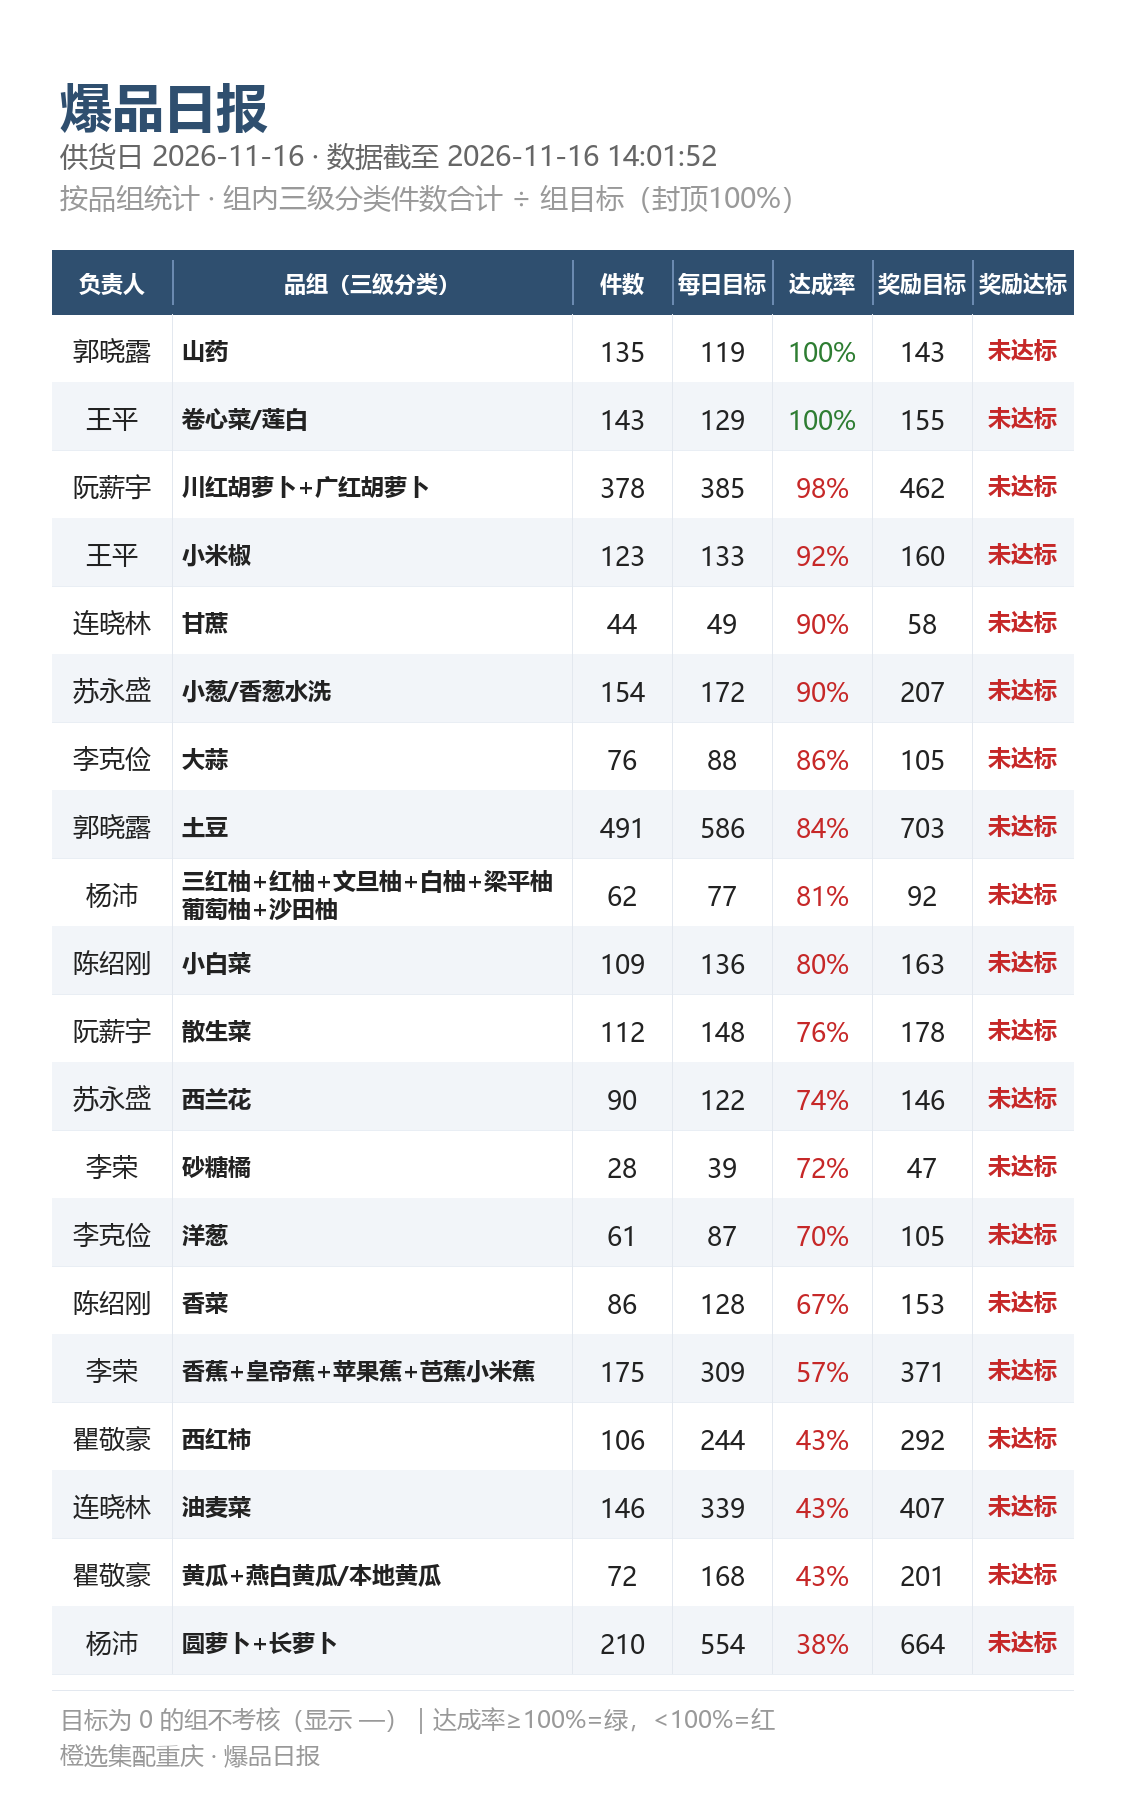 爆品日报
供货日 2026-11-16 · 数据截至 2026-11-16 14:01:52
按品组统计 · 组内三级分类件数合计 ÷ 组目标（封顶100%）
负责人 品组（三级分类） 件数 每日目标 达成率 奖励目标 奖励达标
郭晓露 山药 135 119 100% 143 未达标
王平 卷心菜/莲白 143 129 100% 155 未达标
阮薪宇 川红胡萝卜+广红胡萝卜 378 385 98% 462 未达标
王平 小米椒 123 133 92% 160 未达标
连晓林 甘蔗 44 49 90% 58 未达标
苏永盛 小葱/香葱水洗 154 172 90% 207 未达标
李克俭 大蒜 76 88 86% 105 未达标
郭晓露 土豆 491 586 84% 703 未达标
杨沛 三红柚+红柚+文旦柚+白柚+梁平柚 62 77 81% 92 未达标
葡萄柚+沙田柚
陈绍刚 小白菜 109 136 80% 163 未达标
阮薪宇 散生菜 112 148 76% 178 未达标
苏永盛 西兰花 90 122 74% 146 未达标
李荣 砂糖橘 28 39 72% 47 未达标
李克俭 洋葱 61 87 70% 105 未达标
陈绍刚 香菜 86 128 67% 153 未达标
李荣 香蕉+皇帝蕉+苹果蕉+芭蕉小米蕉 175 309 57% 371 未达标
瞿敬豪 西红柿 106 244 43% 292 未达标
连晓林 油麦菜 146 339 43% 407 未达标
瞿敬豪 黄瓜+燕白黄瓜/本地黄瓜 72 168 43% 201 未达标
杨沛 圆萝卜+长萝卜 210 554 38% 664 未达标
目标为 0 的组不考核（显示 —）｜达成率≥100%=绿，<100%=红
橙选集配重庆 · 爆品日报